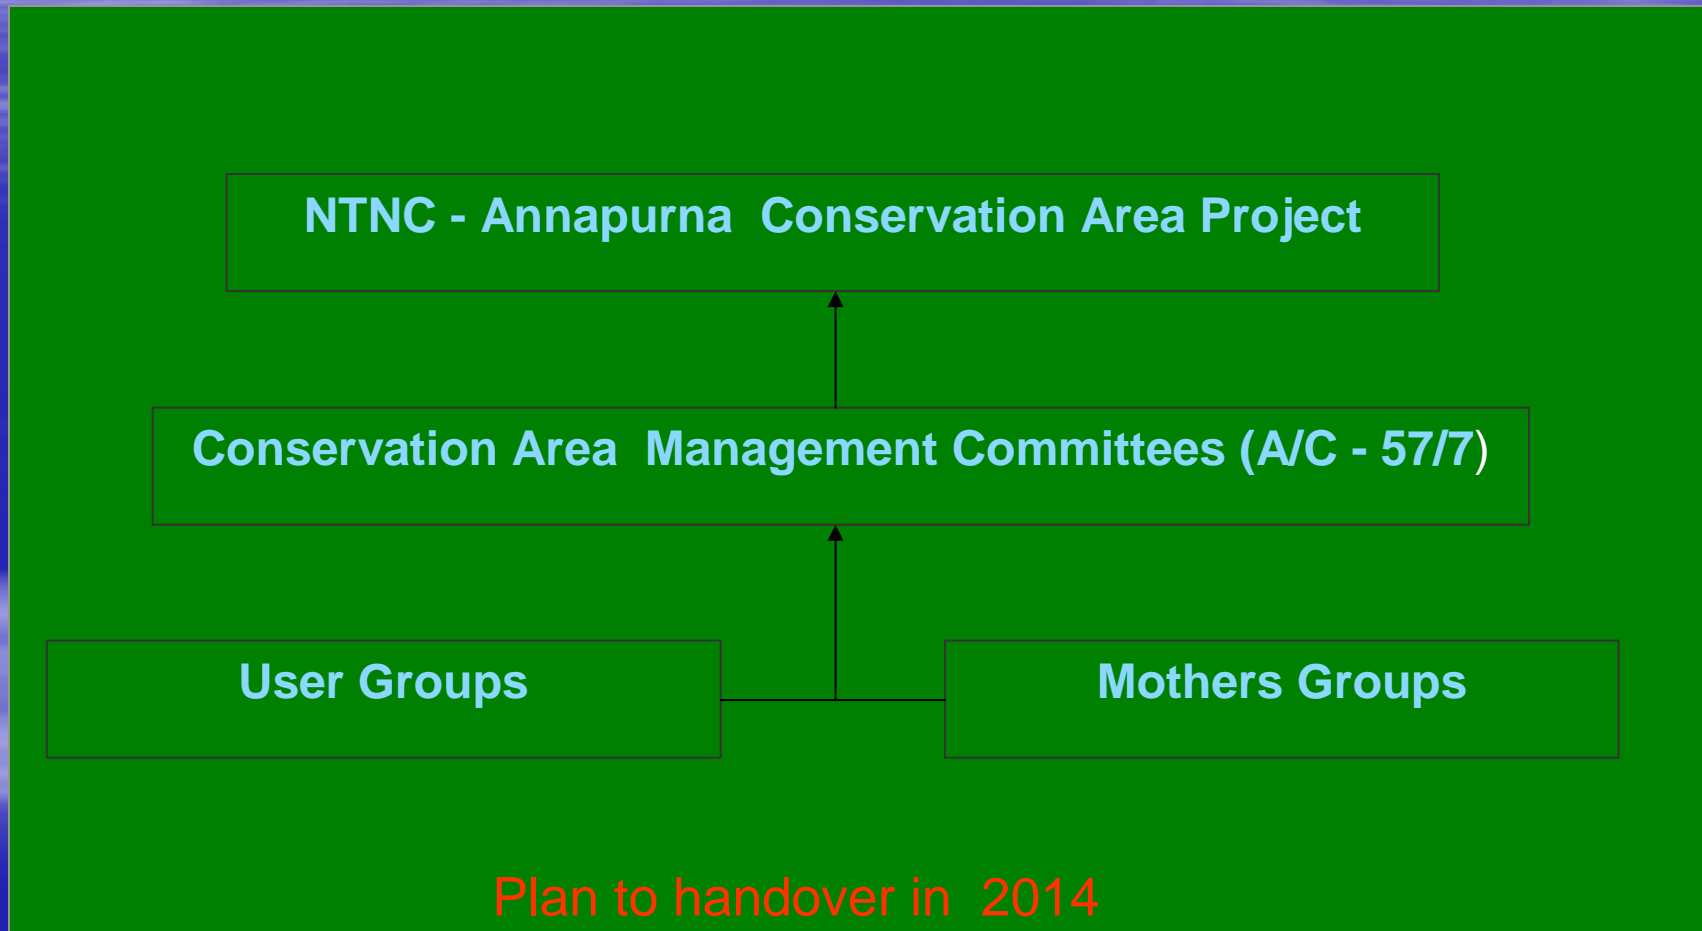 NTNC - Annapurna Conservation Area Project
Conservation Area Management Committees (A/C - 57/7)
User Groups
Mothers Groups
Plan to handover in 2014